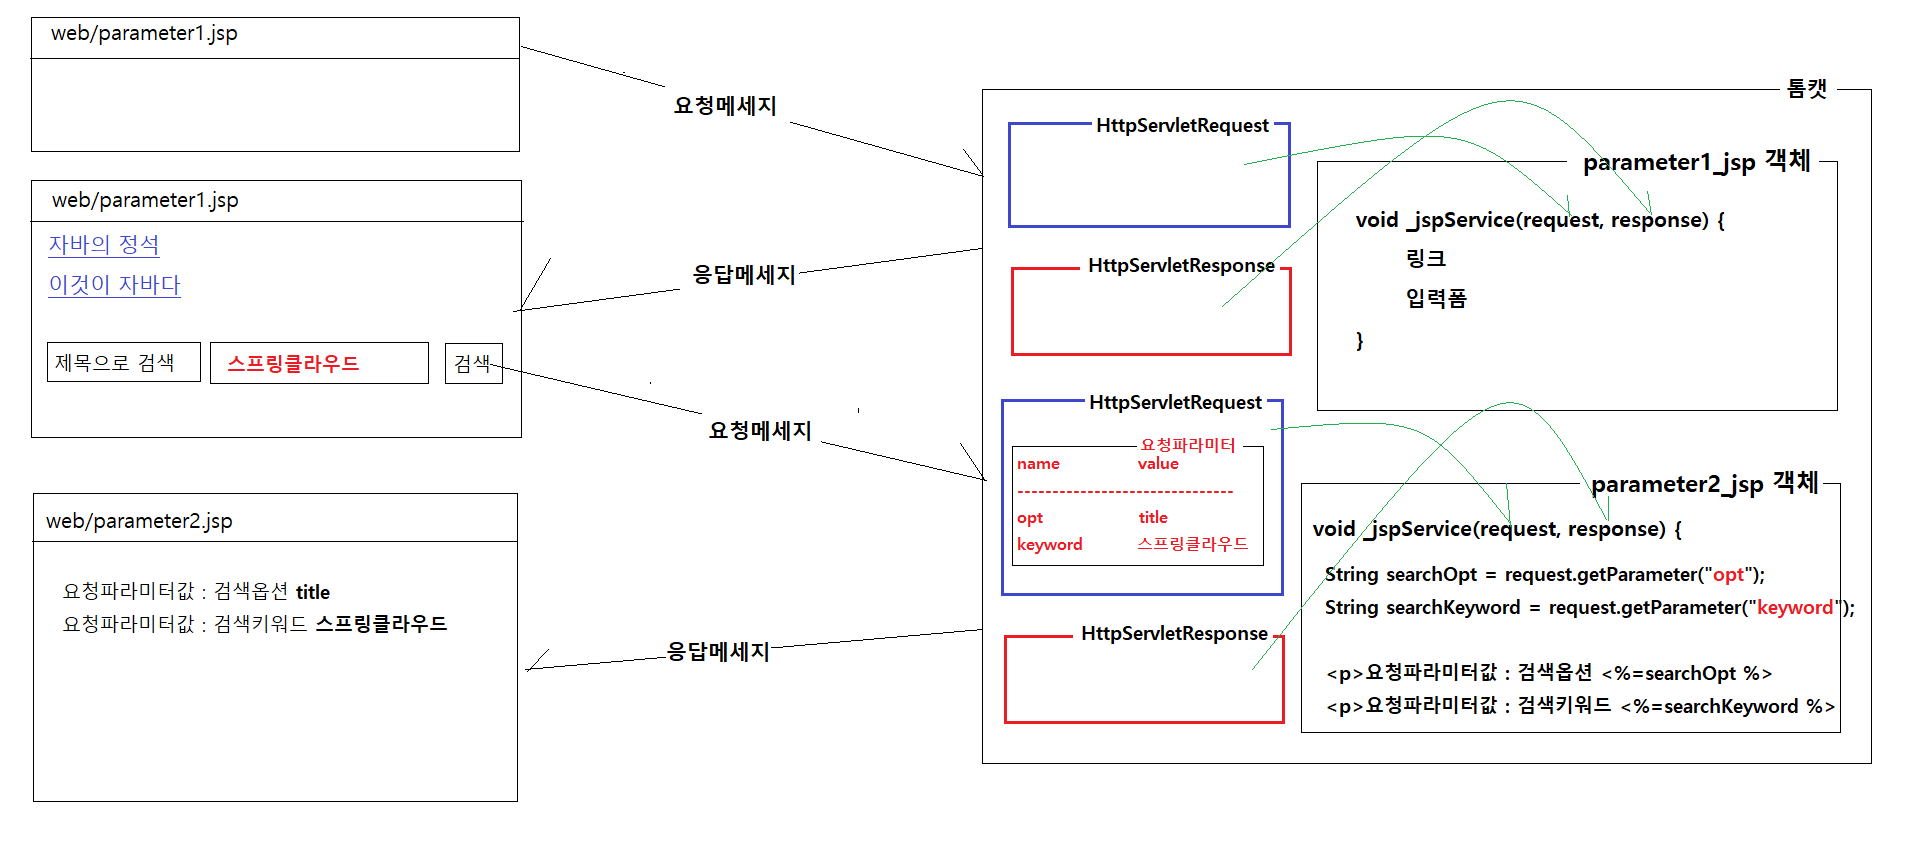 web/parameter1.jsp
요청메세지
web/parameter1.jsp
자바의 정석
이것이 자바다
제목으로 검색
스프링클라우드
검색
응답메세지
요청메세지
web/parameter2.jsp
요청파라미터값 : 검색옵션 title
요청파라미터값 : 검색키워드 스프링클라우드
응답메세지
톰캣
HttpServletRequest
HttpServletResponse
parameter1_jsp 객체
void _jspService(request, response) {
링크
입력폼
}
HttpServletRequest
요청파라미터
name value
-------------------------------
opt title
keyword 스프링클라우드
HttpServletResponse
parameter2_jsp 객체
void _jspService(request, response) {
String searchOpt = request.getParameter("opt");
String searchKeyword = request.getParameter("keyword");
<p>요청파라미터값 : 검색옵션 <%=searchOpt %>
<p>요청파라미터값 : 검색키워드 <%=searchKeyword %>